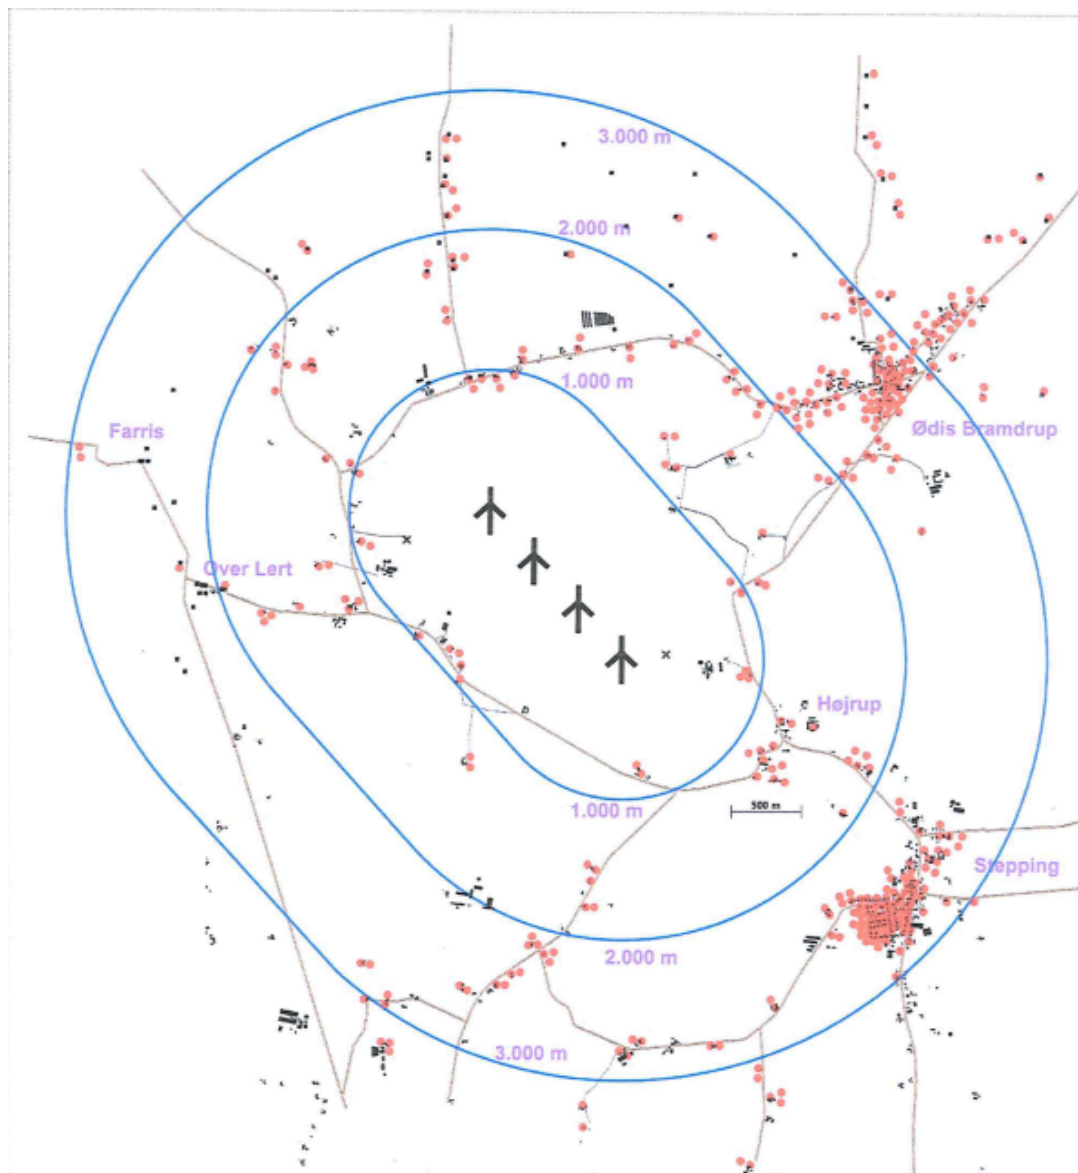 3.000 m
2.000 m
1.000 m
Farris
Ødis Bramdrup
Over Lert
Højrup
1.000 m
500 m
Stepping
2.000 m
3.000 m